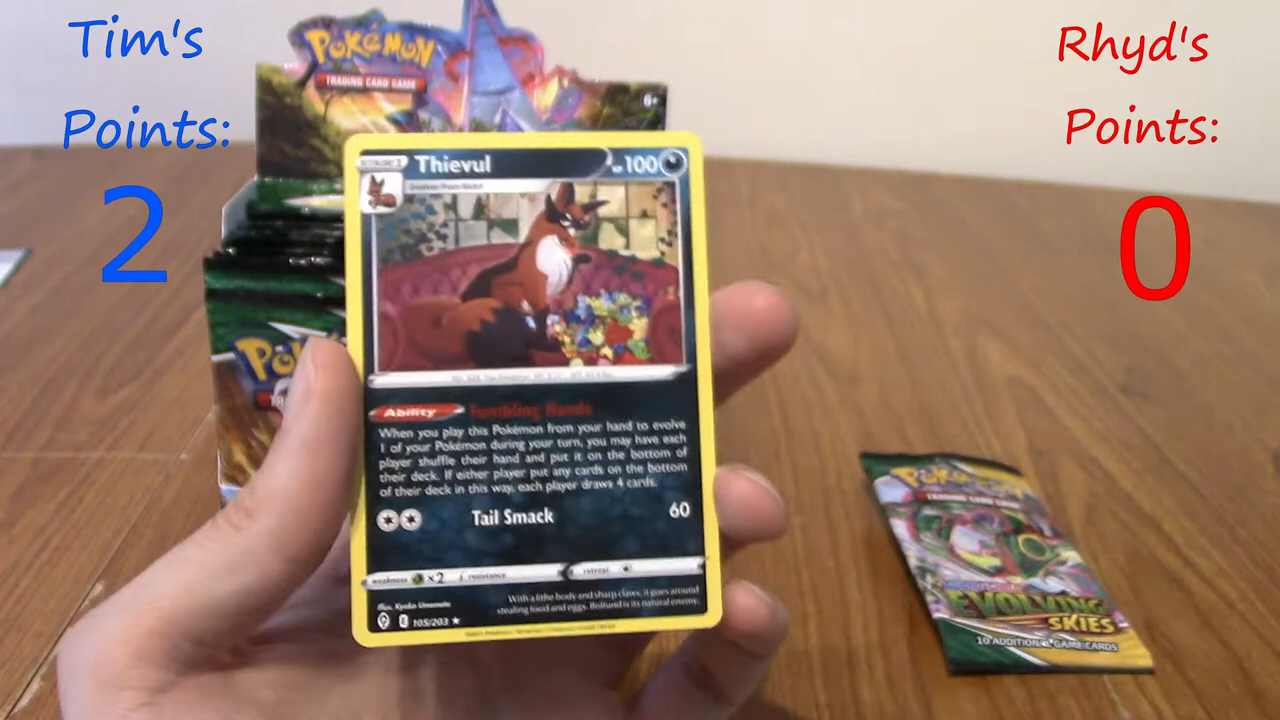 Tim's
Points:
2
Rhyd's
Points:
0
POKÉMON
TRADING CARD GAME
6+
STAGE 1
Thievul
HP 100
Evolves from Nickit
Ability
Fumbling Hands
When you play this Pokémon from your hand to evolve
1 of your Pokémon during your turn, you may have each
player shuffle their hand and put it on the bottom of
their deck. If either player put any cards on the bottom
of their deck in this way, each player draws 4 cards.
Tail Smack
60
weakness ×2
resistance
retreat
With a lithe body and sharp claws, it goes around
stealing food and eggs. Boltund is its natural enemy.
Illus. Kyoko Umemoto
105/203 ★
POKÉMON
TRADING CARD GAME
EVOLVING
SKIES
10 ADDITIONAL GAME CARDS